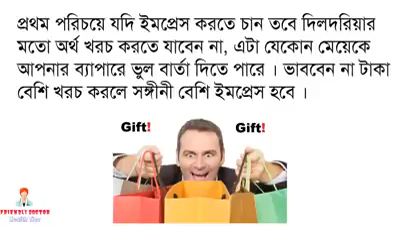 প্রথম পরিচয়ে যদি ইমপ্রেস করতে চান তবে দিলদরিয়ার
মতো অর্থ খরচ করতে যাবেন না, এটা যেকোন মেয়েকে
আপনার ব্যাপারে ভুল বার্তা দিতে পারে । ভাববেন না টাকা
বেশি খরচ করলে সঙ্গীনী বেশি ইমপ্রেস হবে ।
Gift!
Gift!
FRIENDLY DOCTOR